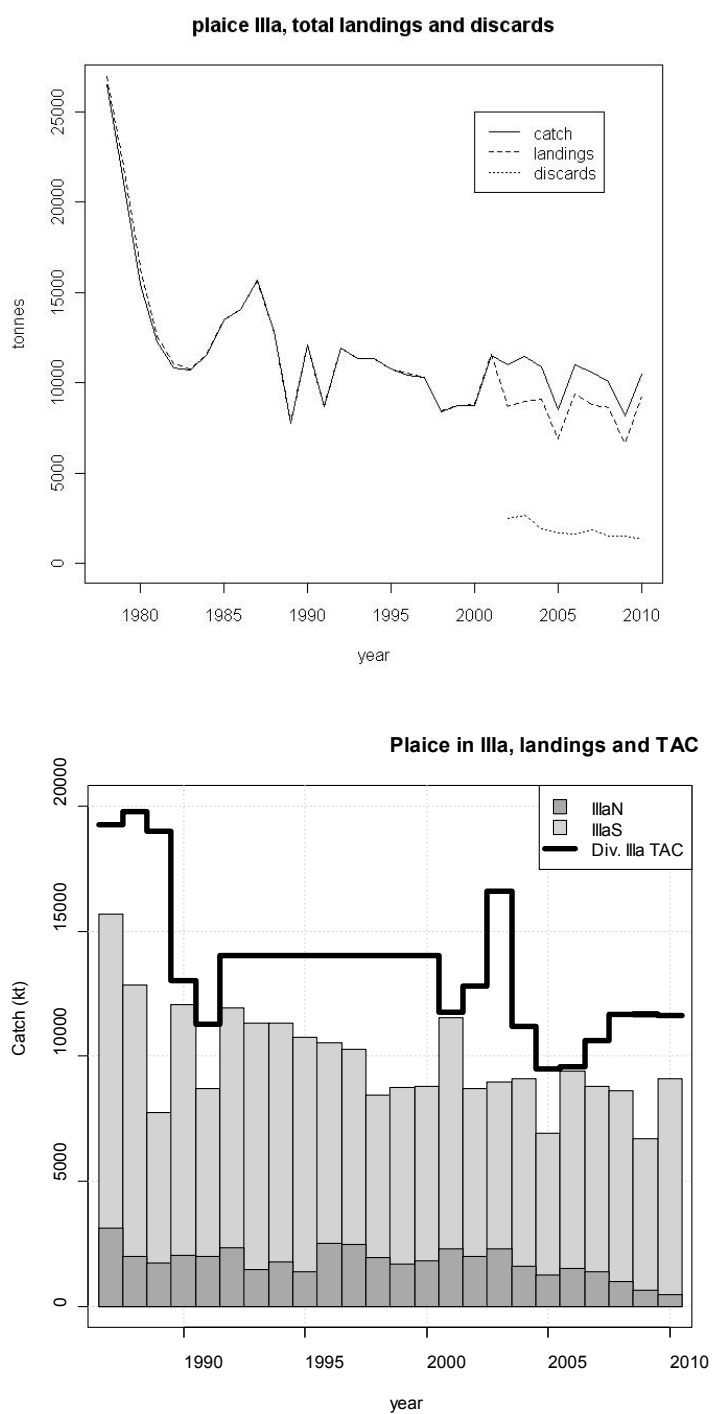 plaice IIIa, total landings and discards
25000
20000
15000
10000
5000
0
tonnes
catch
landings
discards
1980 1985 1990 1995 2000 2005 2010
year
Plaice in IIIa, landings and TAC
20000
15000
10000
5000
0
Catch (kt)
IIIaN
IIIaS
Div. IIIa TAC
1990 1995 2000 2005 2010
year